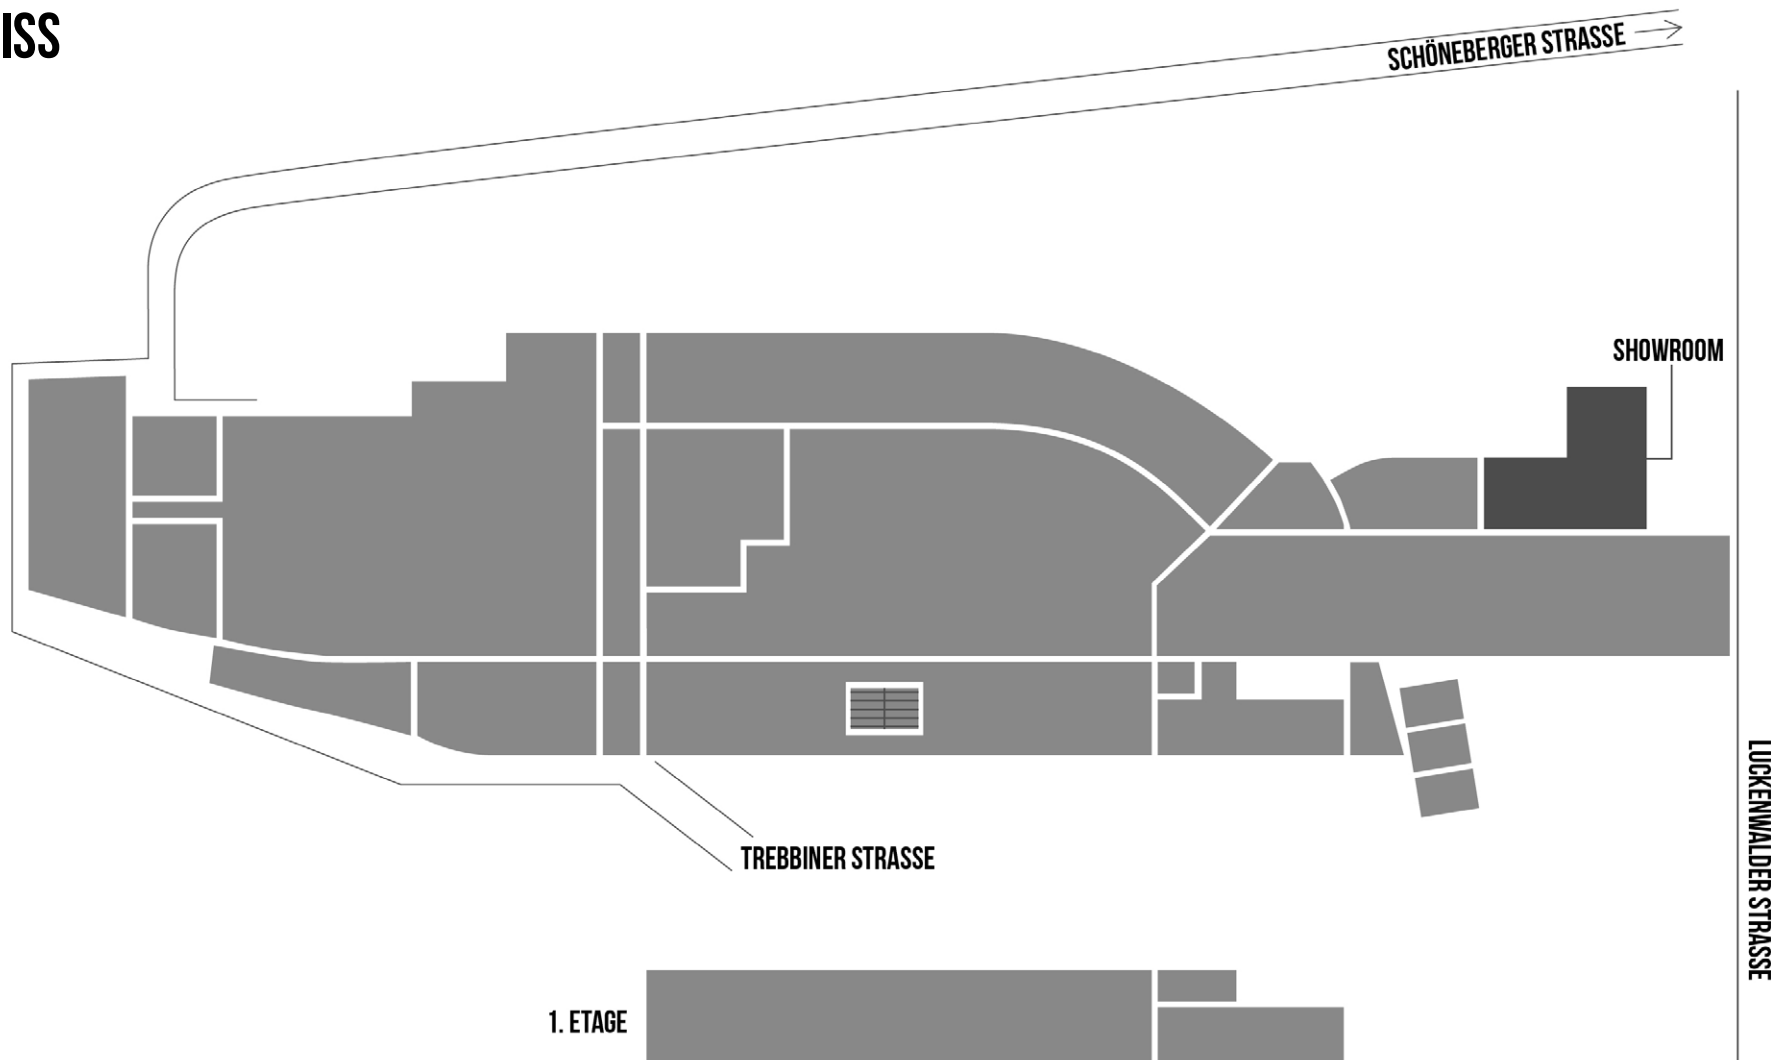 ISS
SCHÖNEBERGER STRASSE
SHOWROOM
TREBBINER STRASSE
LUCKENWALDER STRASSE
1. ETAGE